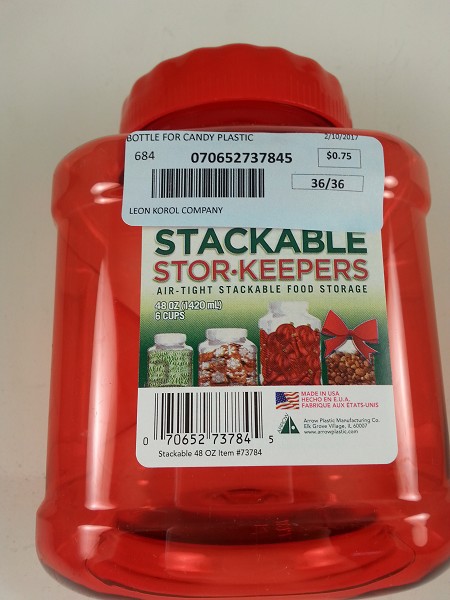 BOTTLE FOR CANDY PLASTIC 2/10/2017
684 070652737845 $0.75
36/36
LEON KOROL COMPANY
STACKABLE
STOR•KEEPERS
AIR-TIGHT STACKABLE FOOD STORAGE
48 OZ (1420 mL)
6 CUPS
MADE IN USA
HECHO EN E.U.A.
FABRIQUE AUX ÉTATS-UNIS
Arrow Plastic Manufacturing Co.
Elk Grove Village, IL 60007
www.arrowplastic.com
0 70652 73784 5
Stackable 48 OZ Item #73784